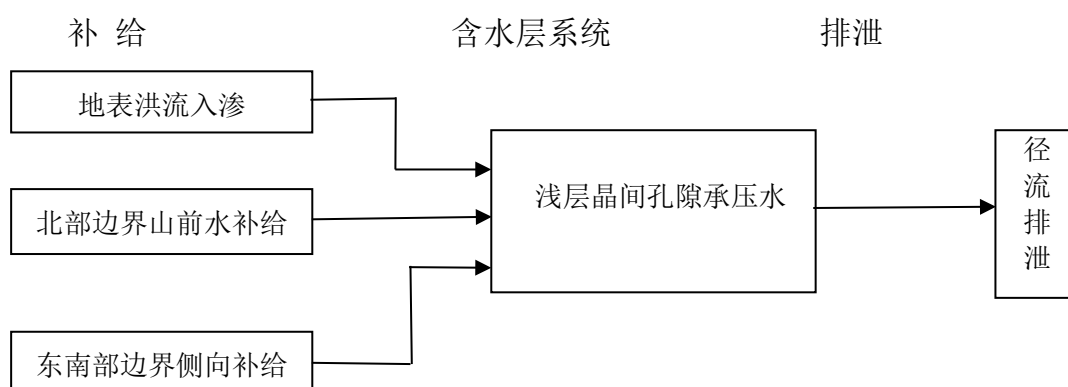 补 给 含水层系统 排泄
地表洪流入渗
北部边界山前水补给
东南部边界侧向补给
浅层晶间孔隙承压水
径
流
排
泄